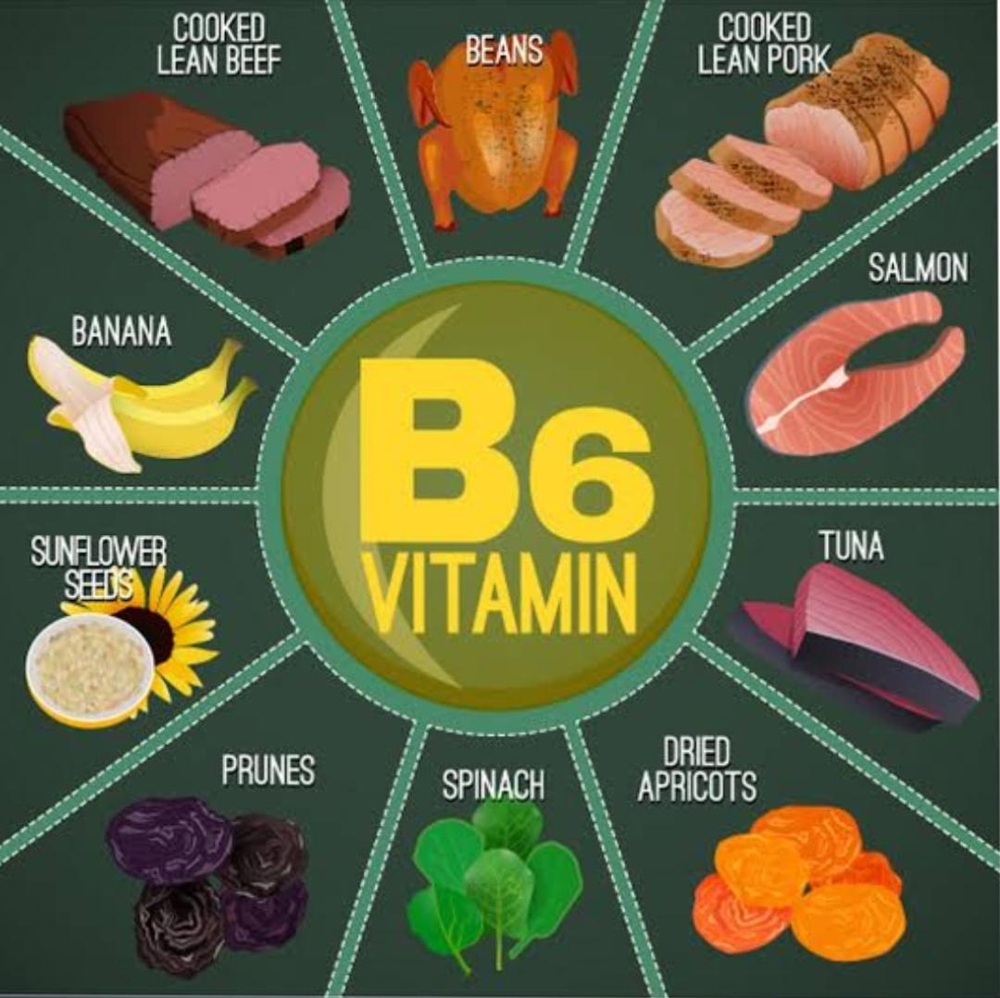 COOKED
LEAN BEEF
BEANS
COOKED
LEAN PORK
SALMON
BANANA
B6
VITAMIN
SUNFLOWER
SEEDS
TUNA
PRUNES
SPINACH
DRIED
APRICOTS